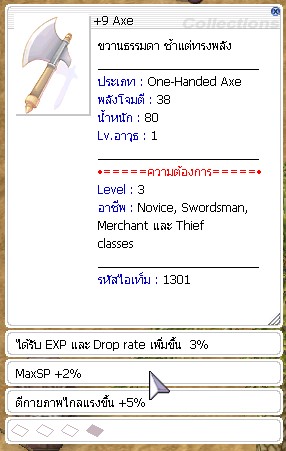 +9 Axe
Collections
ขวานธรรมดา ช้าแต่ทรงพลัง
ประเภท : One-Handed Axe
พลังโจมตี : 38
น้ำหนัก : 80
Lv.อาวุธ : 1
•=====ความต้องการ=====•
Level : 3
อาชีพ : Novice, Swordsman,
Merchant และ Thief
classes
รหัสไอเท็ม : 1301
ได้รับ EXP และ Drop rate เพิ่มขึ้น 3%
MaxSP +2%
ตีกายภาพไกลแรงขึ้น +5%